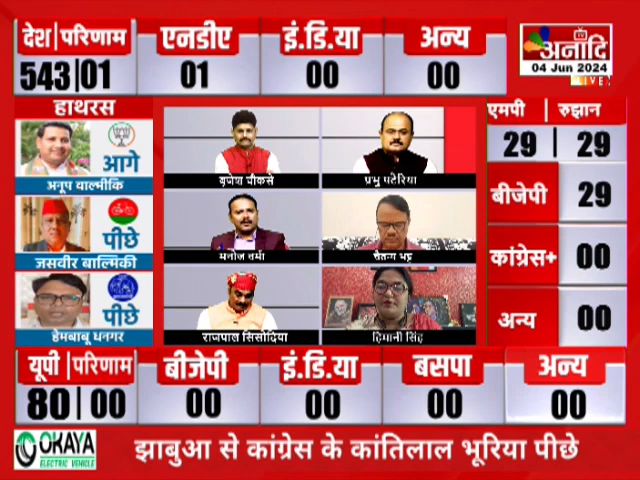 देश परिणाम एनडीए इं.डि.या अन्य
543 01 01 00 00
अनादि TV
04 Jun 2024
LIVE
हाथरस
आगे
अनूप वाल्मीकि
पीछे
जसवीर बाल्मिकी
पीछे
हेमबाबू धनगर
बृजेश चौकसे
प्रभु पटेरिया
मनोज वर्मा
चैतन्य भट्ट
राजपाल सिसोदिया
हिमानी सिंह
एमपी रुझान
29 29
बीजेपी 29
कांग्रेस+ 00
अन्य 00
यूपी परिणाम बीजेपी इं.डि.या बसपा अन्य
80 00 00 00 00 00
OKAYA
ELECTRIC VEHICLE
झाबुआ से कांग्रेस के कांतिलाल भूरिया पीछे